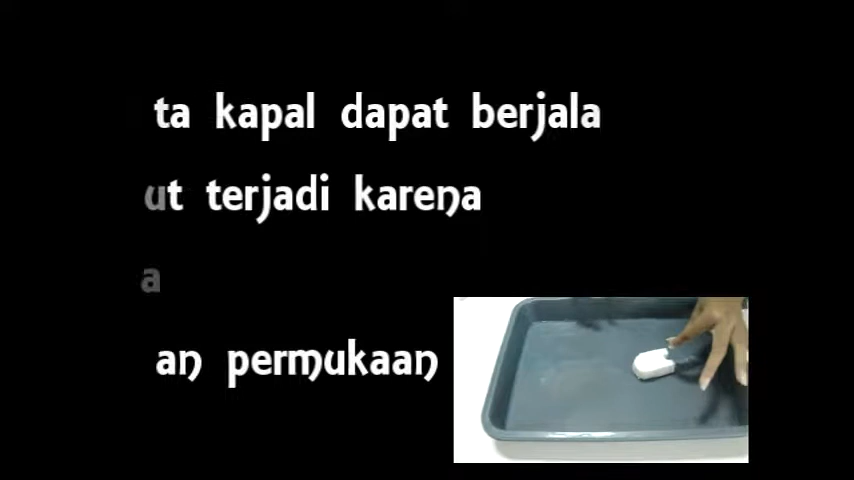 ta kapal dapat berjala
ut terjadi karena
a
an permukaan